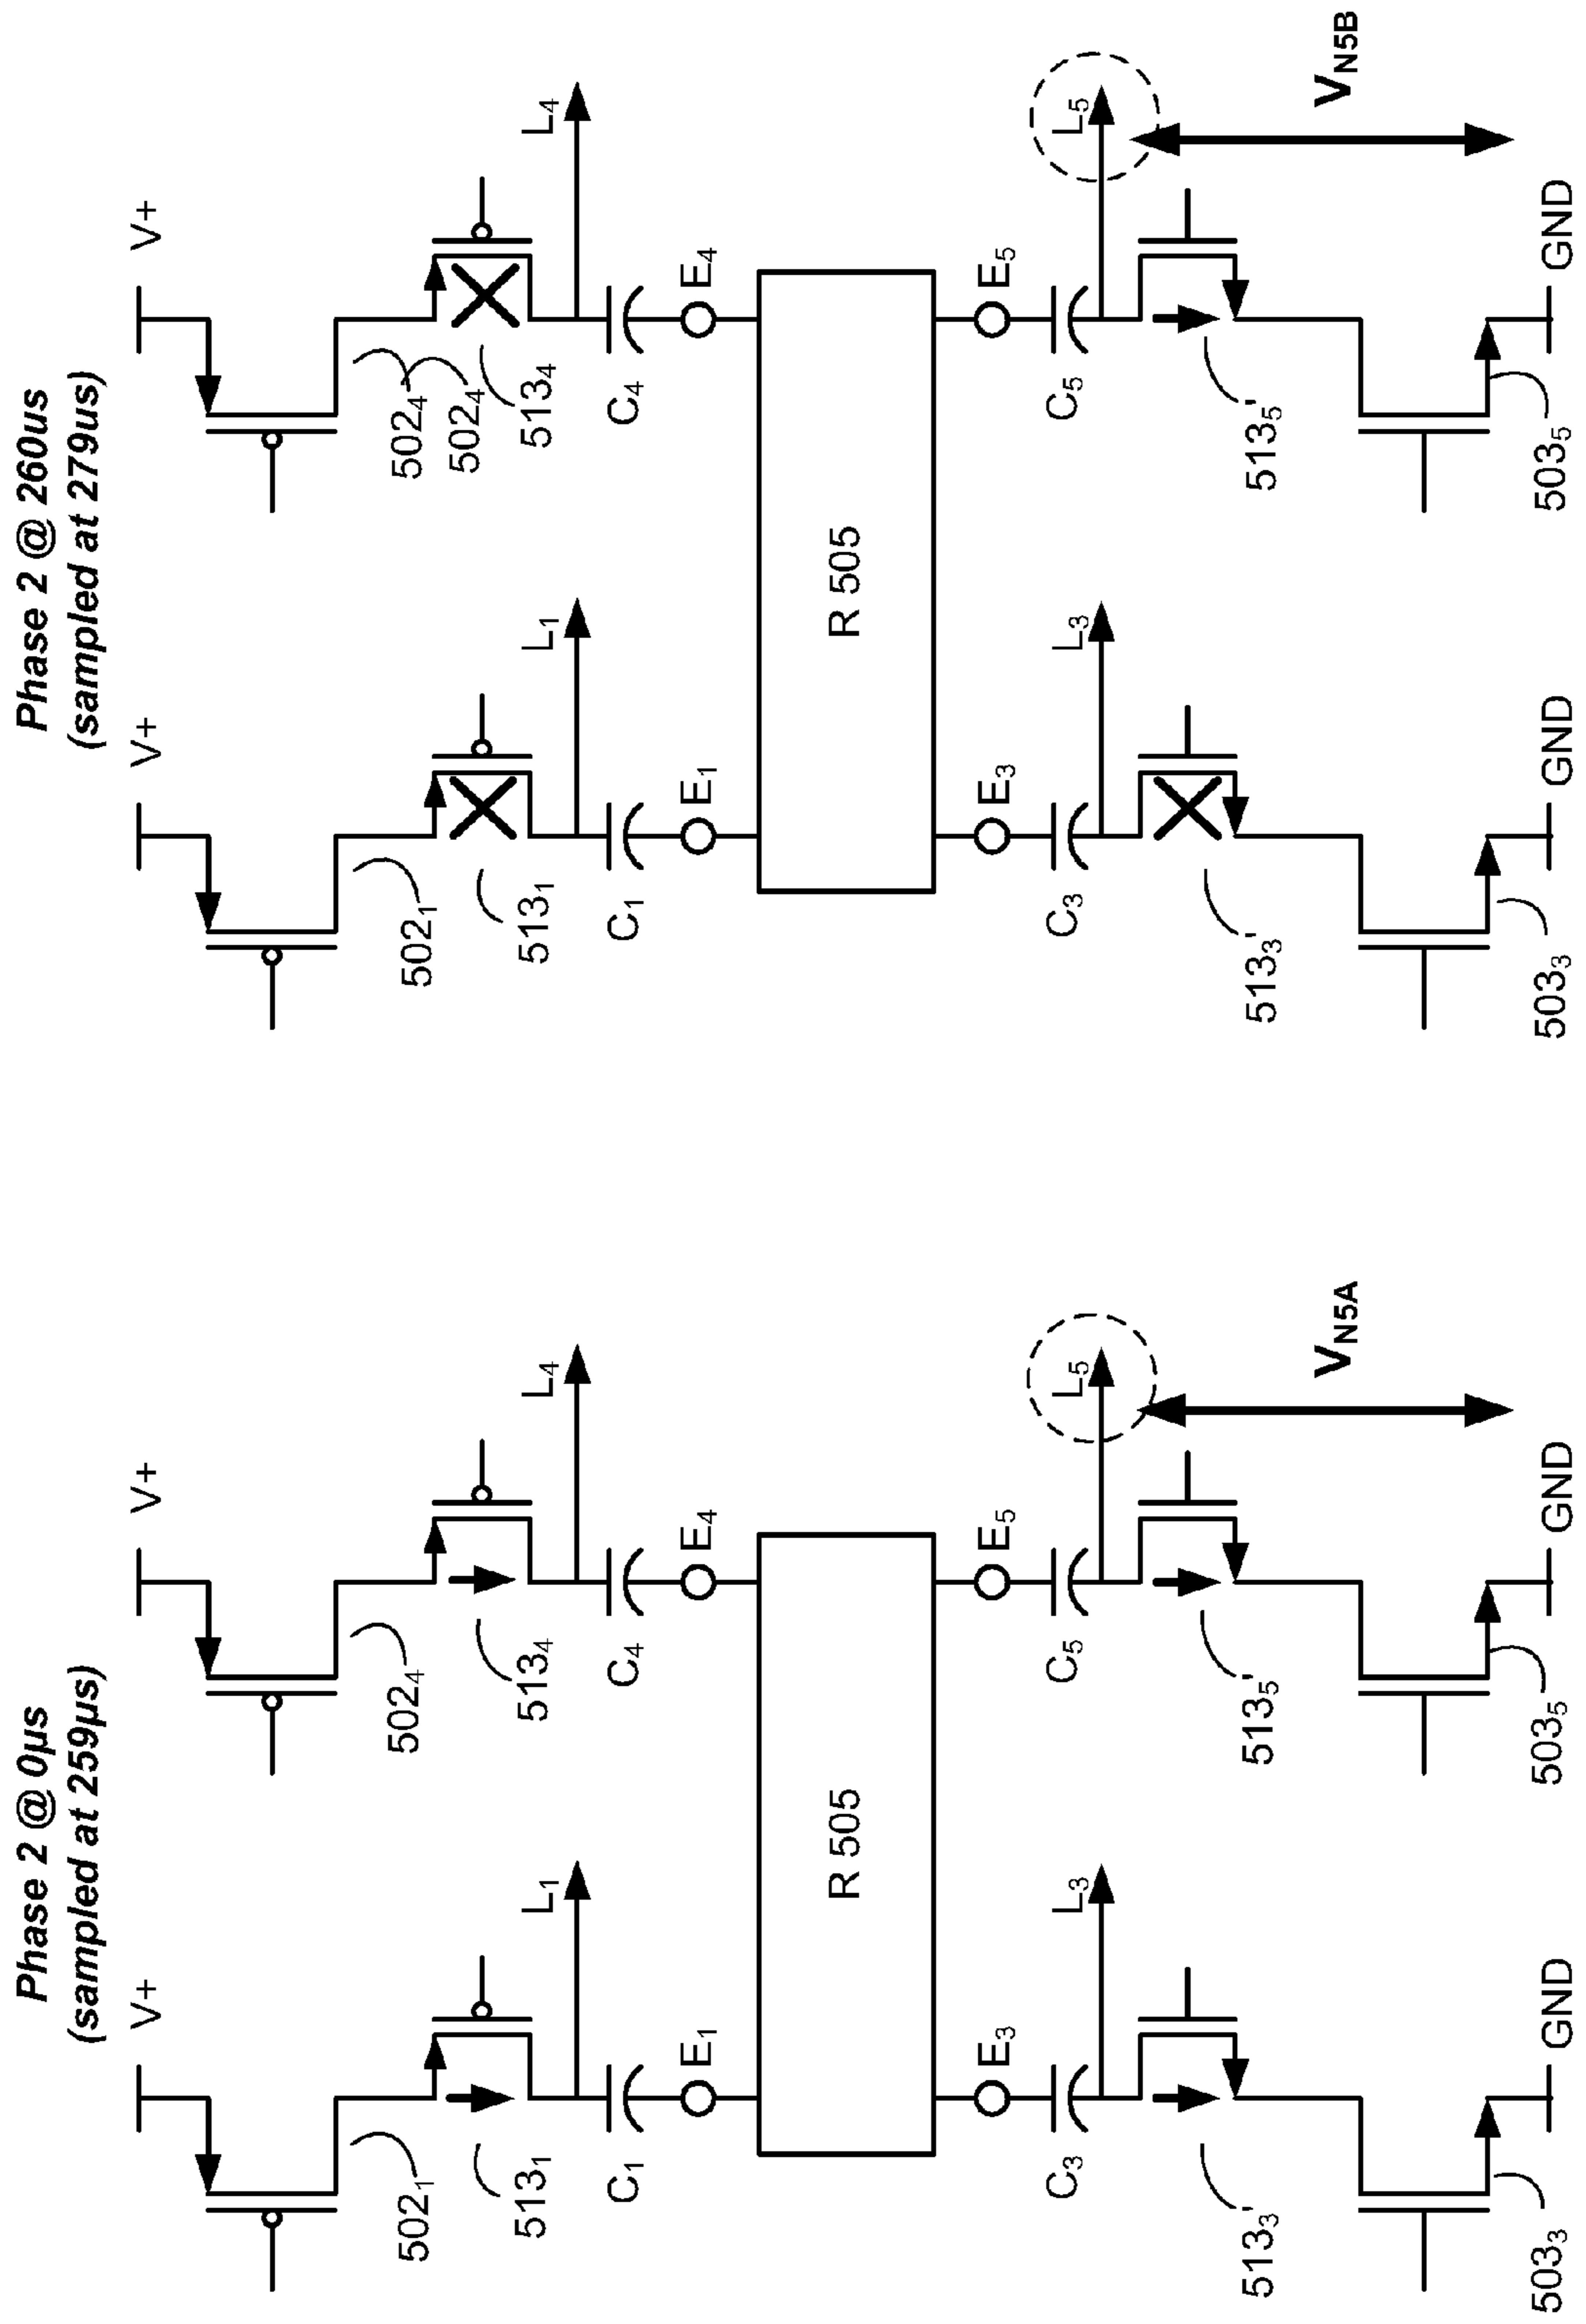 Phase 2 @ 0µs
(sampled at 259µs)
V+
V+
502₁
502₄
513₁
513₄
L₁
L₄
C₁
C₄
E₁
E₄
R 505
E₃
E₅
C₃
C₅
L₃
L₅
513₃'
513₅'
V_N5A
503₃
503₅
GND
GND
Phase 2 @ 260us
(sampled at 279us)
V+
V+
502₁
502₄
502₄
513₁
513₄
L₁
L₄
C₁
C₄
E₁
E₄
R 505
E₃
E₅
C₃
C₅
L₃
L₅
513₃'
513₅'
V_N5B
503₃
503₅
GND
GND